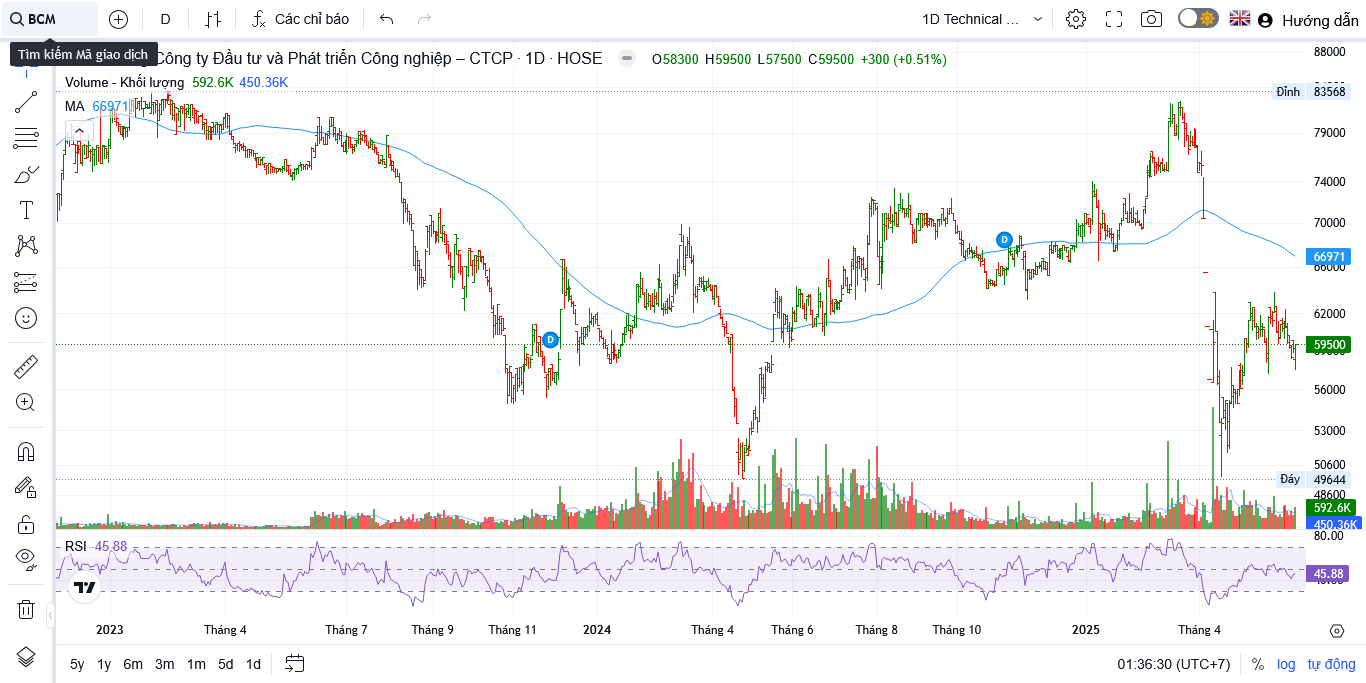 BCM
D
Các chỉ báo
1D Technical ...
Hướng dẫn
Tìm kiếm Mã giao dịch
Công ty Đầu tư và Phát triển Công nghiệp – CTCP · 1D · HOSE
O58300 H59500 L57500 C59500 +300 (+0.51%)
Volume - Khối lượng 592.6K 450.36K
MA 66971
88000
Đỉnh 83568
79000
74000
70000
66971
66000
62000
59500
56000
53000
50600
Đáy 49644
48600
592.6K
450.36K
D
D
RSI 45.88
80.00
45.88
2023
Tháng 4
Tháng 7
Tháng 9
Tháng 11
2024
Tháng 4
Tháng 6
Tháng 8
Tháng 10
2025
Tháng 4
5y 1y 6m 3m 1m 5d 1d
01:36:30 (UTC+7)
% log tự động